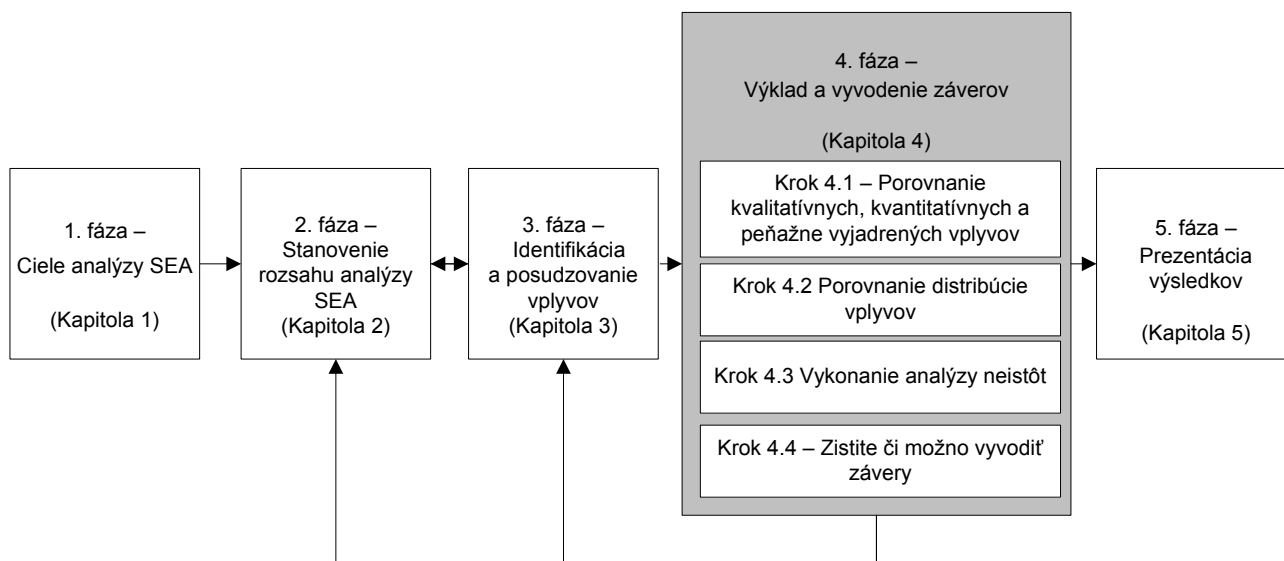 1. fáza –
Ciele analýzy SEA
(Kapitola 1)
2. fáza –
Stanovenie
rozsahu analýzy
SEA
(Kapitola 2)
3. fáza –
Identifikácia
a posudzovanie
vplyvov
(Kapitola 3)
4. fáza –
Výklad a vyvodenie záverov
(Kapitola 4)
Krok 4.1 – Porovnanie
kvalitatívnych, kvantitatívnych a
peňažne vyjadrených vplyvov
Krok 4.2 Porovnanie distribúcie
vplyvov
Krok 4.3 Vykonanie analýzy neistôt
Krok 4.4 – Zistite či možno vyvodiť
závery
5. fáza –
Prezentácia
výsledkov
(Kapitola 5)